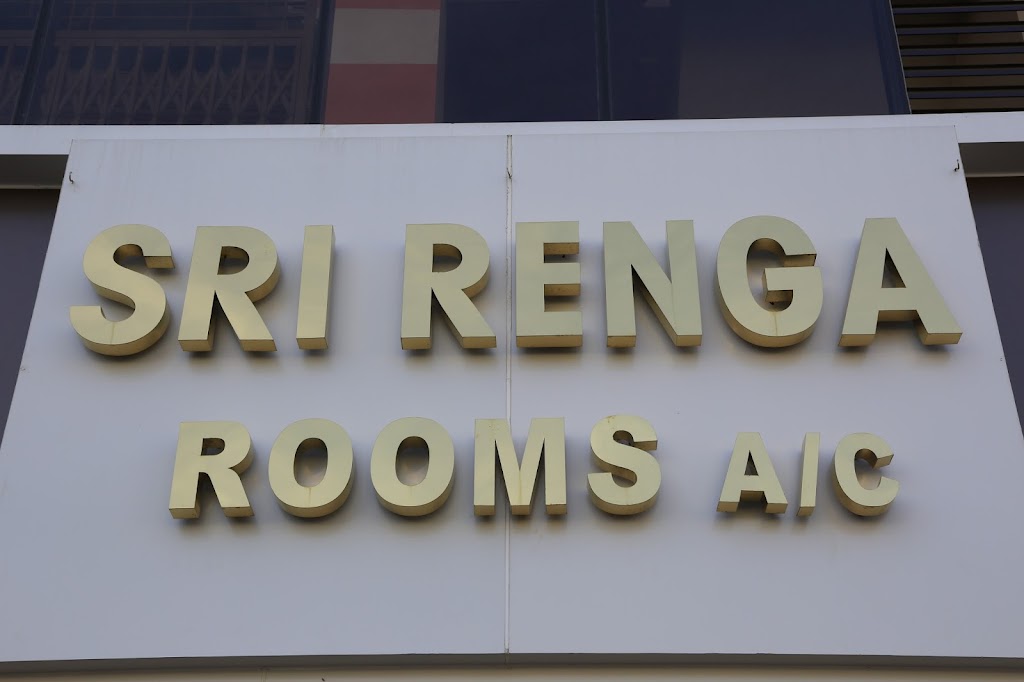 SRI RENGA
ROOMS A/C